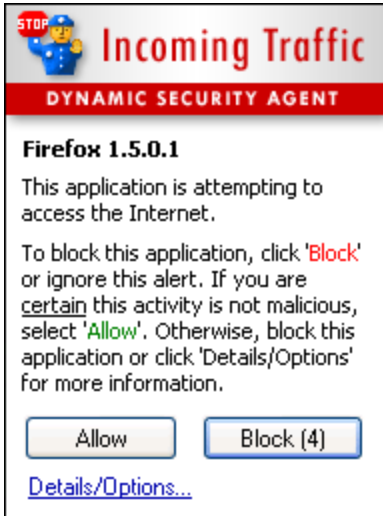 STOP
Incoming Traffic
DYNAMIC SECURITY AGENT
Firefox 1.5.0.1
This application is attempting to
access the Internet.
To block this application, click 'Block'
or ignore this alert. If you are
certain this activity is not malicious,
select 'Allow'. Otherwise, block this
application or click 'Details/Options'
for more information.
Allow Block (4)
Details/Options...